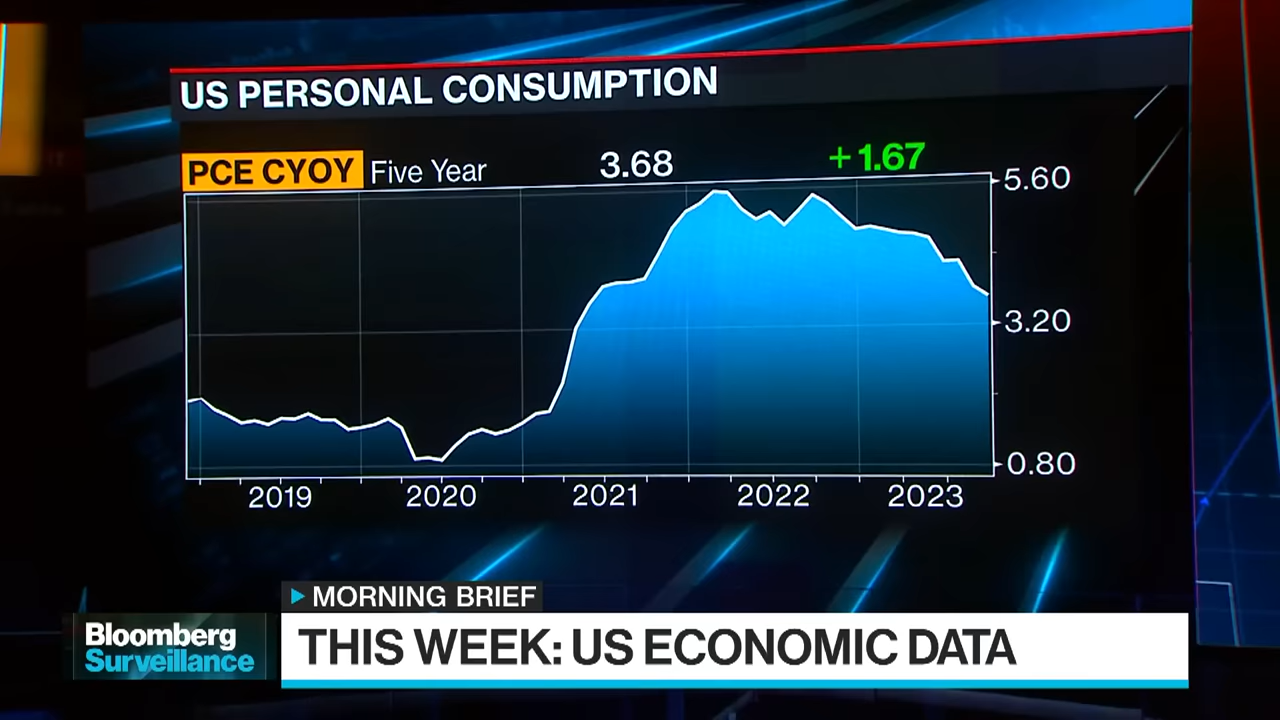 US PERSONAL CONSUMPTION
PCE CYOY Five Year 3.68 +1.67
5.60
3.20
0.80
2019 2020 2021 2022 2023
MORNING BRIEF
Bloomberg
Surveillance
THIS WEEK: US ECONOMIC DATA